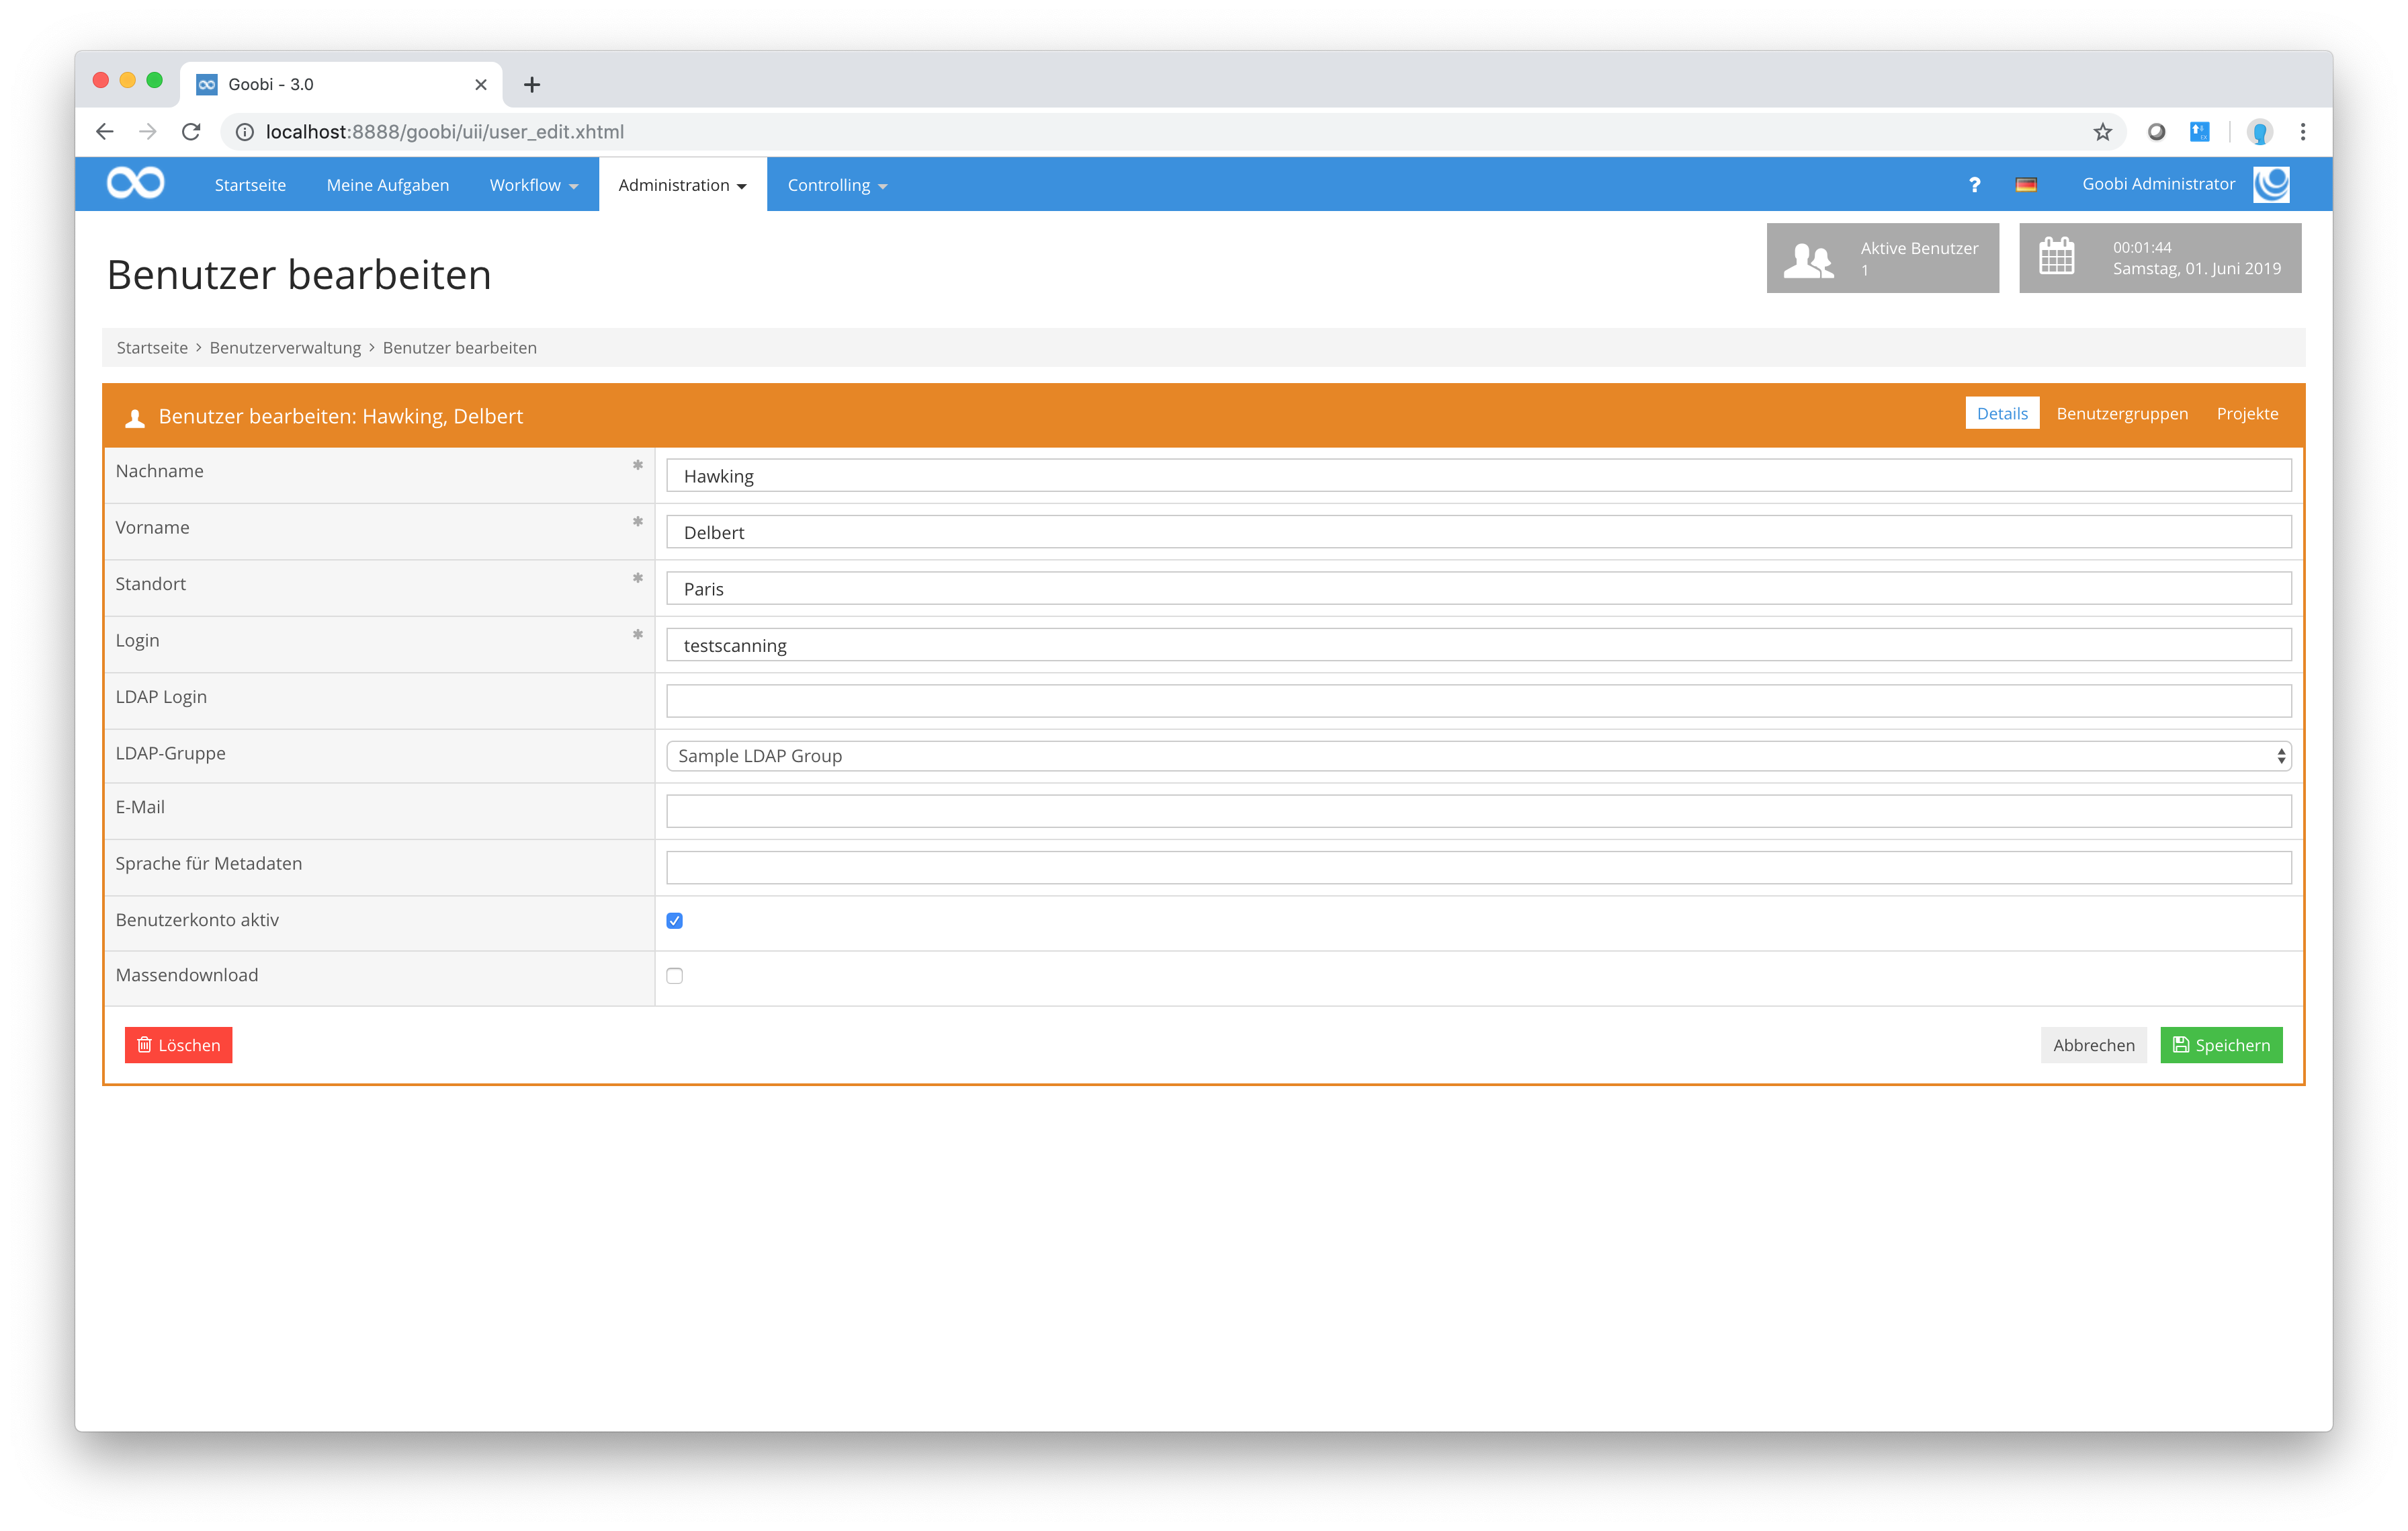 Goobi - 3.0
localhost:8888/goobi/uii/user_edit.xhtml
Startseite Meine Aufgaben Workflow Administration Controlling ? Goobi Administrator
Benutzer bearbeiten
Aktive Benutzer
1
00:01:44
Samstag, 01. Juni 2019
Startseite > Benutzerverwaltung > Benutzer bearbeiten
Benutzer bearbeiten: Hawking, Delbert Details Benutzergruppen Projekte
Nachname * Hawking
Vorname * Delbert
Standort * Paris
Login * testscanning
LDAP Login
LDAP-Gruppe Sample LDAP Group
E-Mail
Sprache für Metadaten
Benutzerkonto aktiv
Massendownload
Löschen Abbrechen Speichern